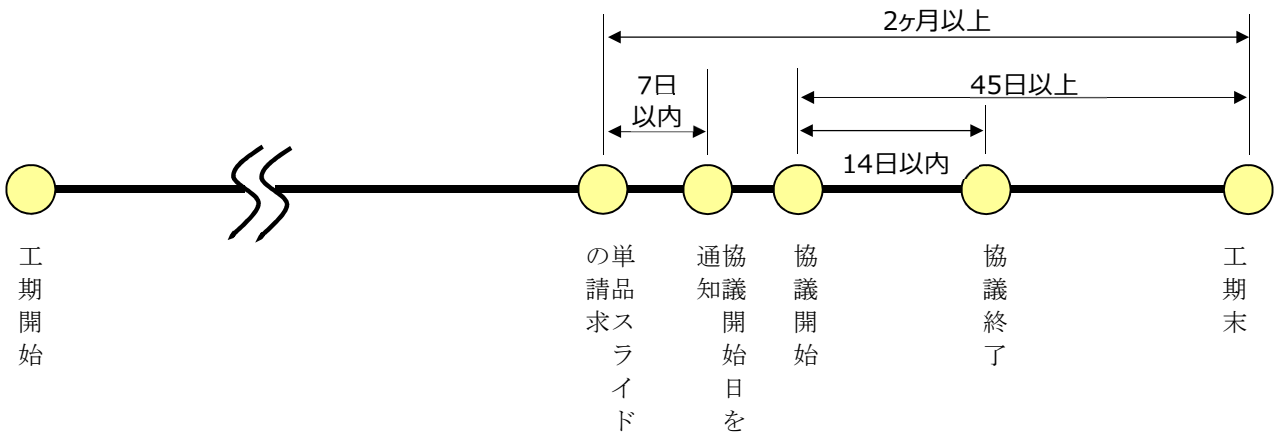 2ヶ月以上
7日
以内
45日以上
14日以内
工期開始
単品スライド
の請求
協議開始日を
通知
協議開始
協議終了
工期末